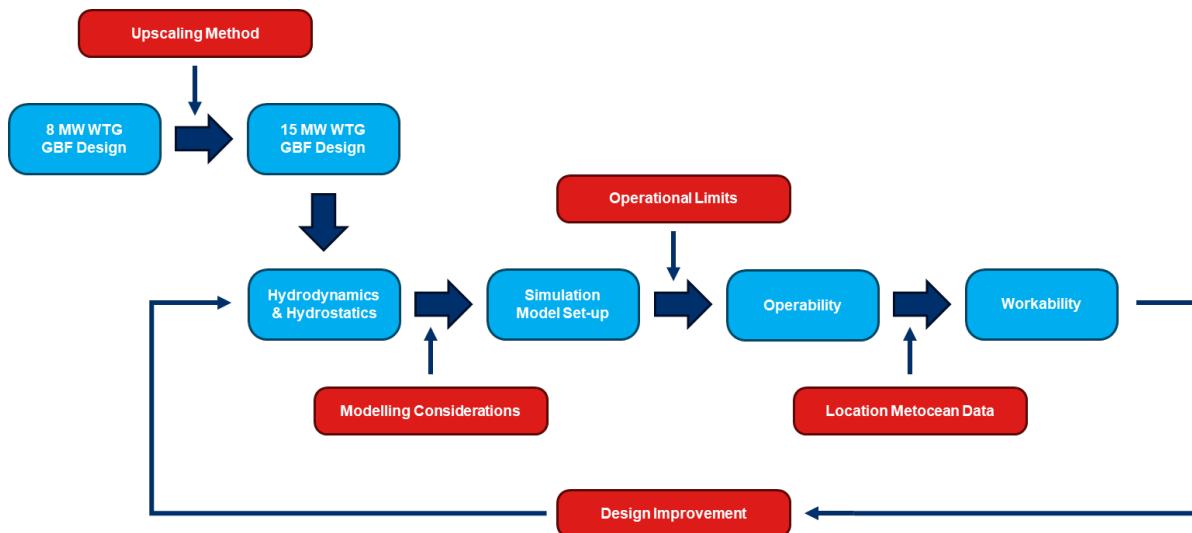 Upscaling Method
8 MW WTG
GBF Design
15 MW WTG
GBF Design
Operational Limits
Hydrodynamics
& Hydrostatics
Simulation
Model Set-up
Operability
Workability
Modelling Considerations
Location Metocean Data
Design Improvement